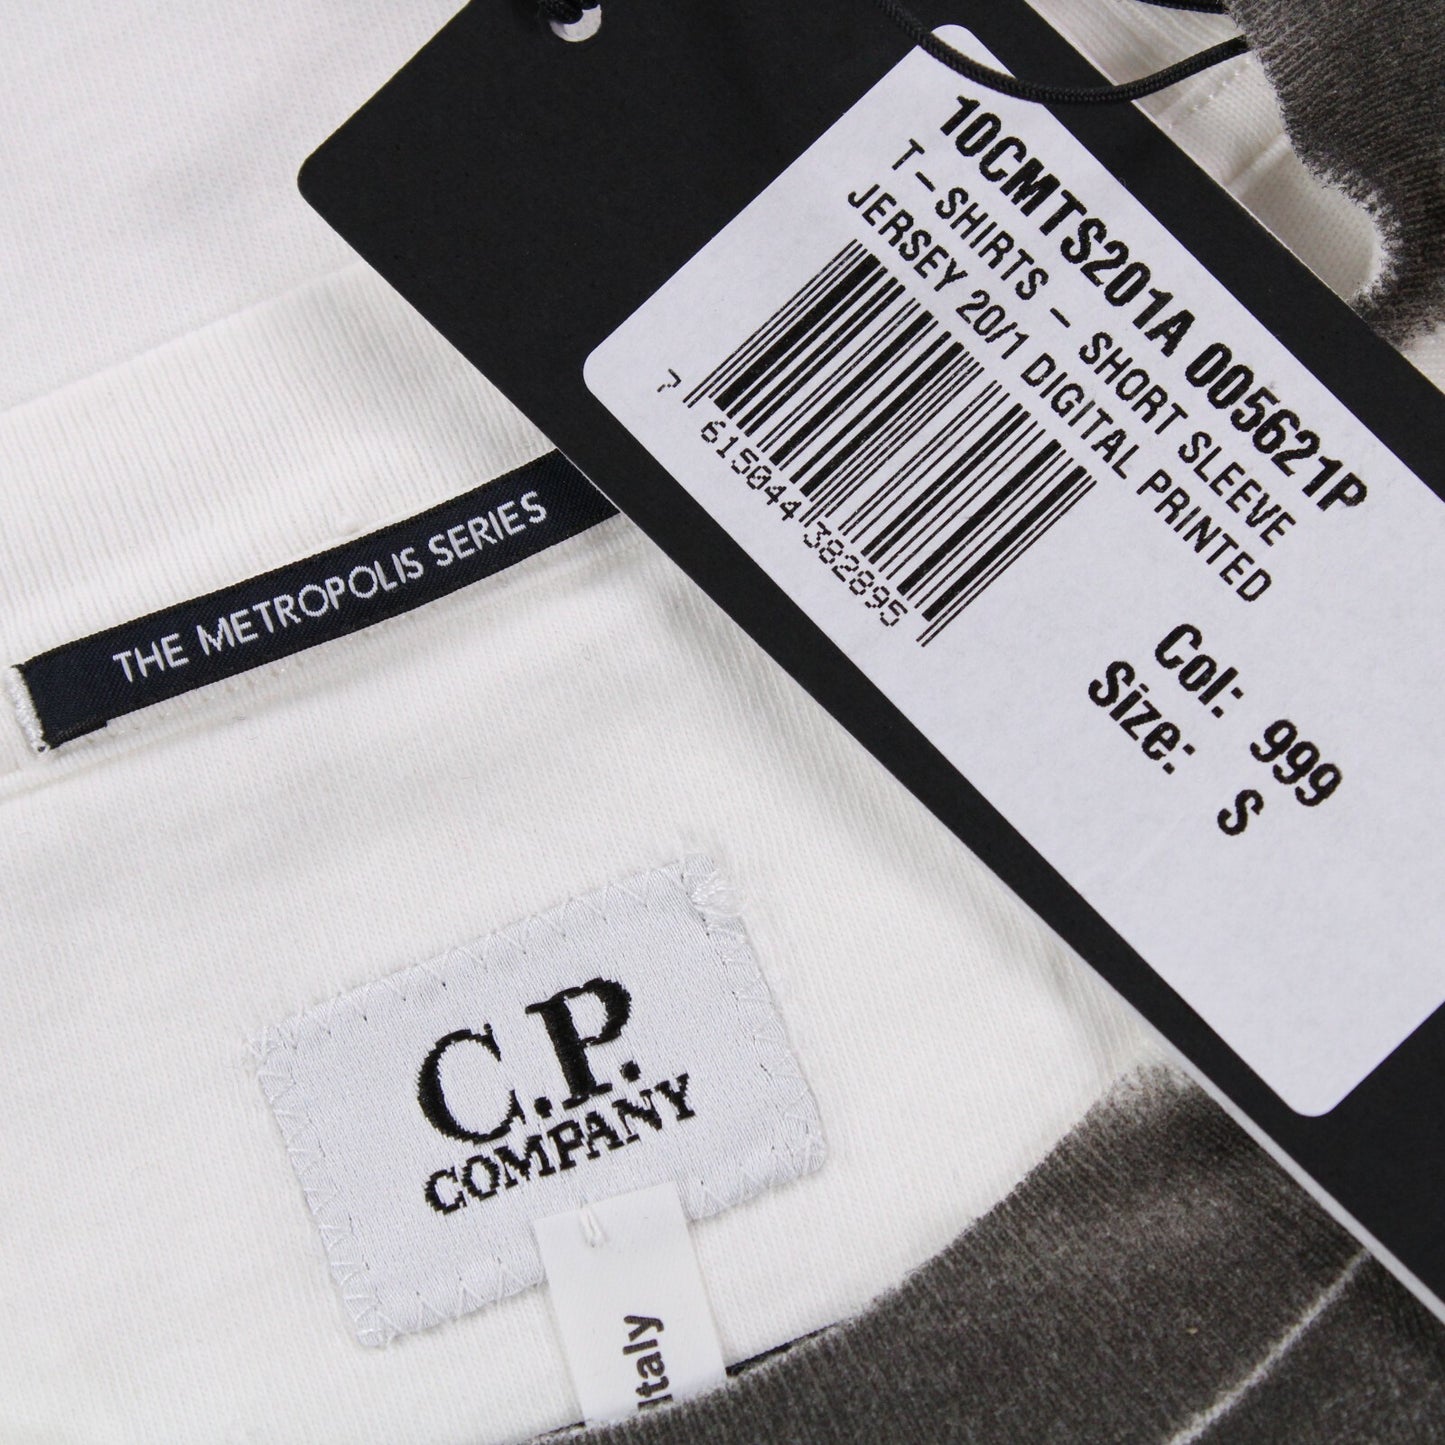 10CMTS201A 005621P
T-SHIRTS - SHORT SLEEVE
JERSEY 20/1 DIGITAL PRINTED
7 615044 382895
Col: 999
Size: S
THE METROPOLIS SERIES
C.P.
COMPANY
Italy